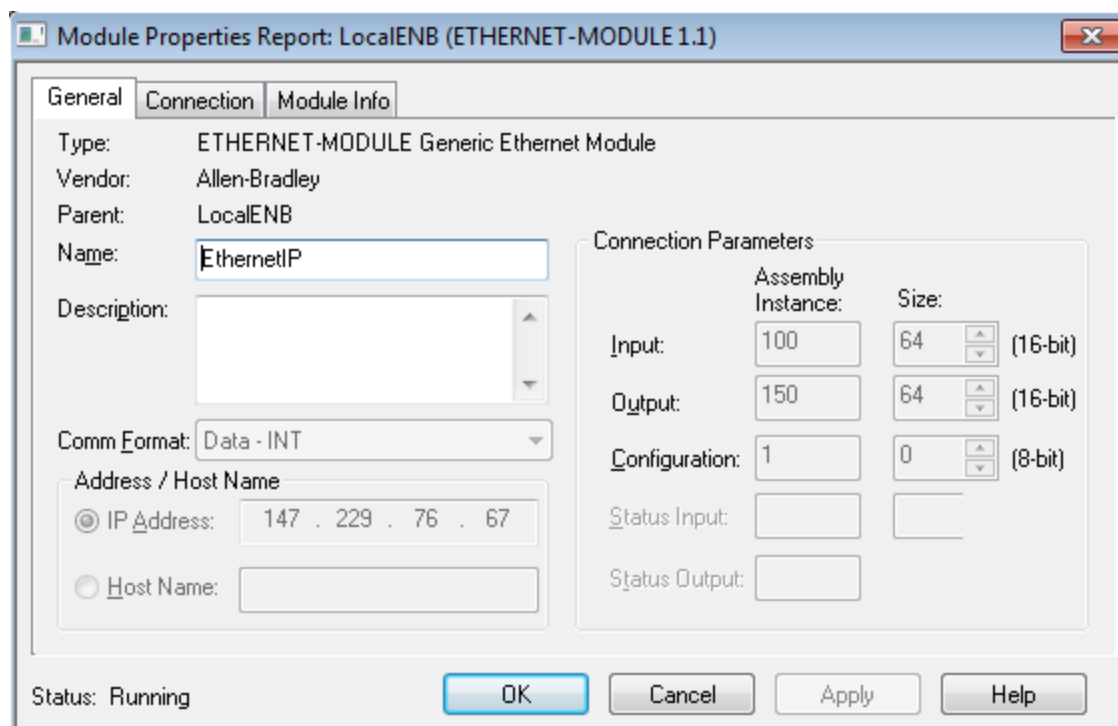 Module Properties Report: LocalENB (ETHERNET-MODULE 1.1)
General Connection Module Info
Type: ETHERNET-MODULE Generic Ethernet Module
Vendor: Allen-Bradley
Parent: LocalENB
Name: EthernetIP
Description:
Comm Format: Data - INT
Address / Host Name
IP Address: 147 . 229 . 76 . 67
Host Name:
Connection Parameters
Assembly
Instance: Size:
Input: 100 64 (16-bit)
Output: 150 64 (16-bit)
Configuration: 1 0 (8-bit)
Status Input:
Status Output:
Status: Running OK Cancel Apply Help